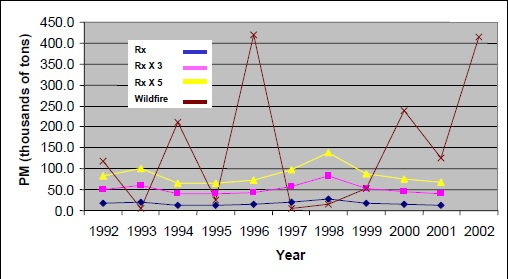 450.0
400.0
350.0
300.0
250.0
200.0
150.0
100.0
50.0
0.0
PM (thousands of tons)
Rx
Rx X 3
Rx X 5
Wildfire
1992 1993 1994 1995 1996 1997 1998 1999 2000 2001 2002
Year